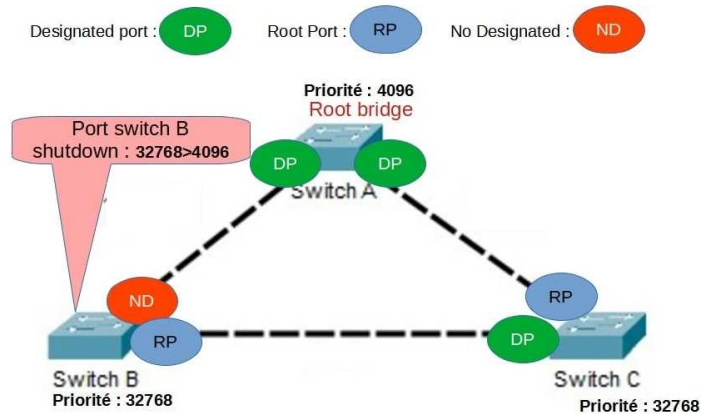 Designated port : DP Root Port : RP No Designated : ND
Priorité : 4096
Root bridge
Port switch B
shutdown : 32768>4096
DP DP
Switch A
ND
RP
RP
DP
Switch B
Priorité : 32768
Switch C
Priorité : 32768